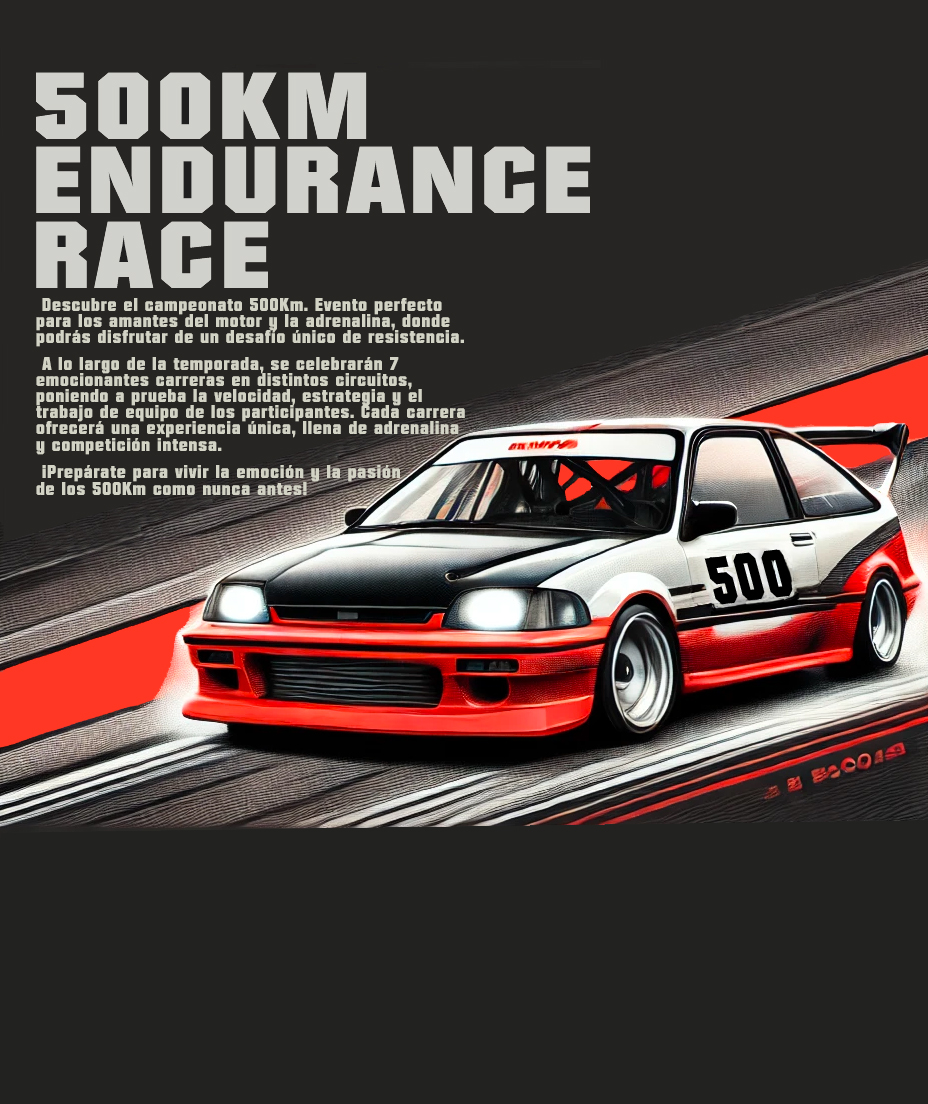 500KM
ENDURANCE
RACE
Descubre el campeonato 500Km. Evento perfecto
para los amantes del motor y la adrenalina, donde
podrás disfrutar de un desafío único de resistencia.
A lo largo de la temporada, se celebrarán 7
emocionantes carreras en distintos circuitos,
poniendo a prueba la velocidad, estrategia y el
trabajo de equipo de los participantes. Cada carrera
ofrecerá una experiencia única, llena de adrenalina
y competición intensa.
¡Prepárate para vivir la emoción y la pasión
de los 500Km como nunca antes!
500